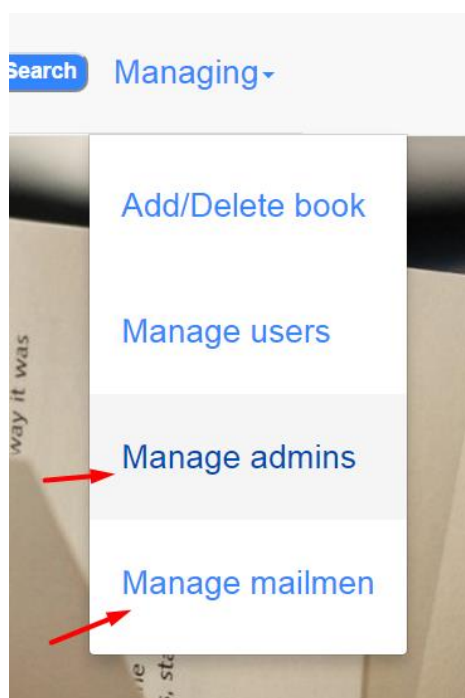 Search Managing
Add/Delete book
Manage users
Manage admins
Manage mailmen
way it was